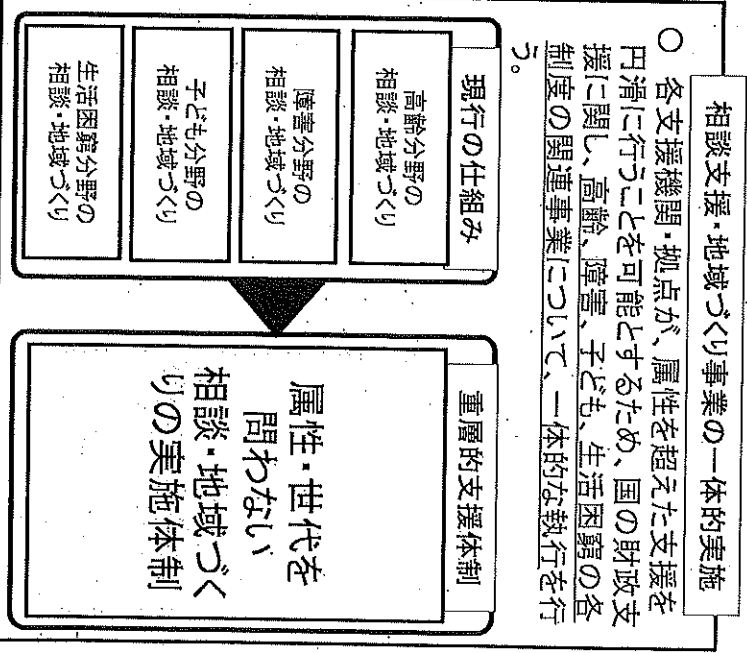 相談支援・地域づくり事業の一体的実施
○ 各支援機関・拠点が、属性を超えた支援を
円滑に行うことを可能とするため、国の財政支
援に関し、高齢、障害、子ども、生活困窮の各
制度の関連事業について、一体的な執行を行
う。
現行の仕組み
高齢分野の
相談・地域づくり
障害分野の
相談・地域づくり
子ども分野の
相談・地域づくり
生活困窮分野の
相談・地域づくり
重層的支援体制
属性・世代を
問わない
相談・地域づく
りの実施体制